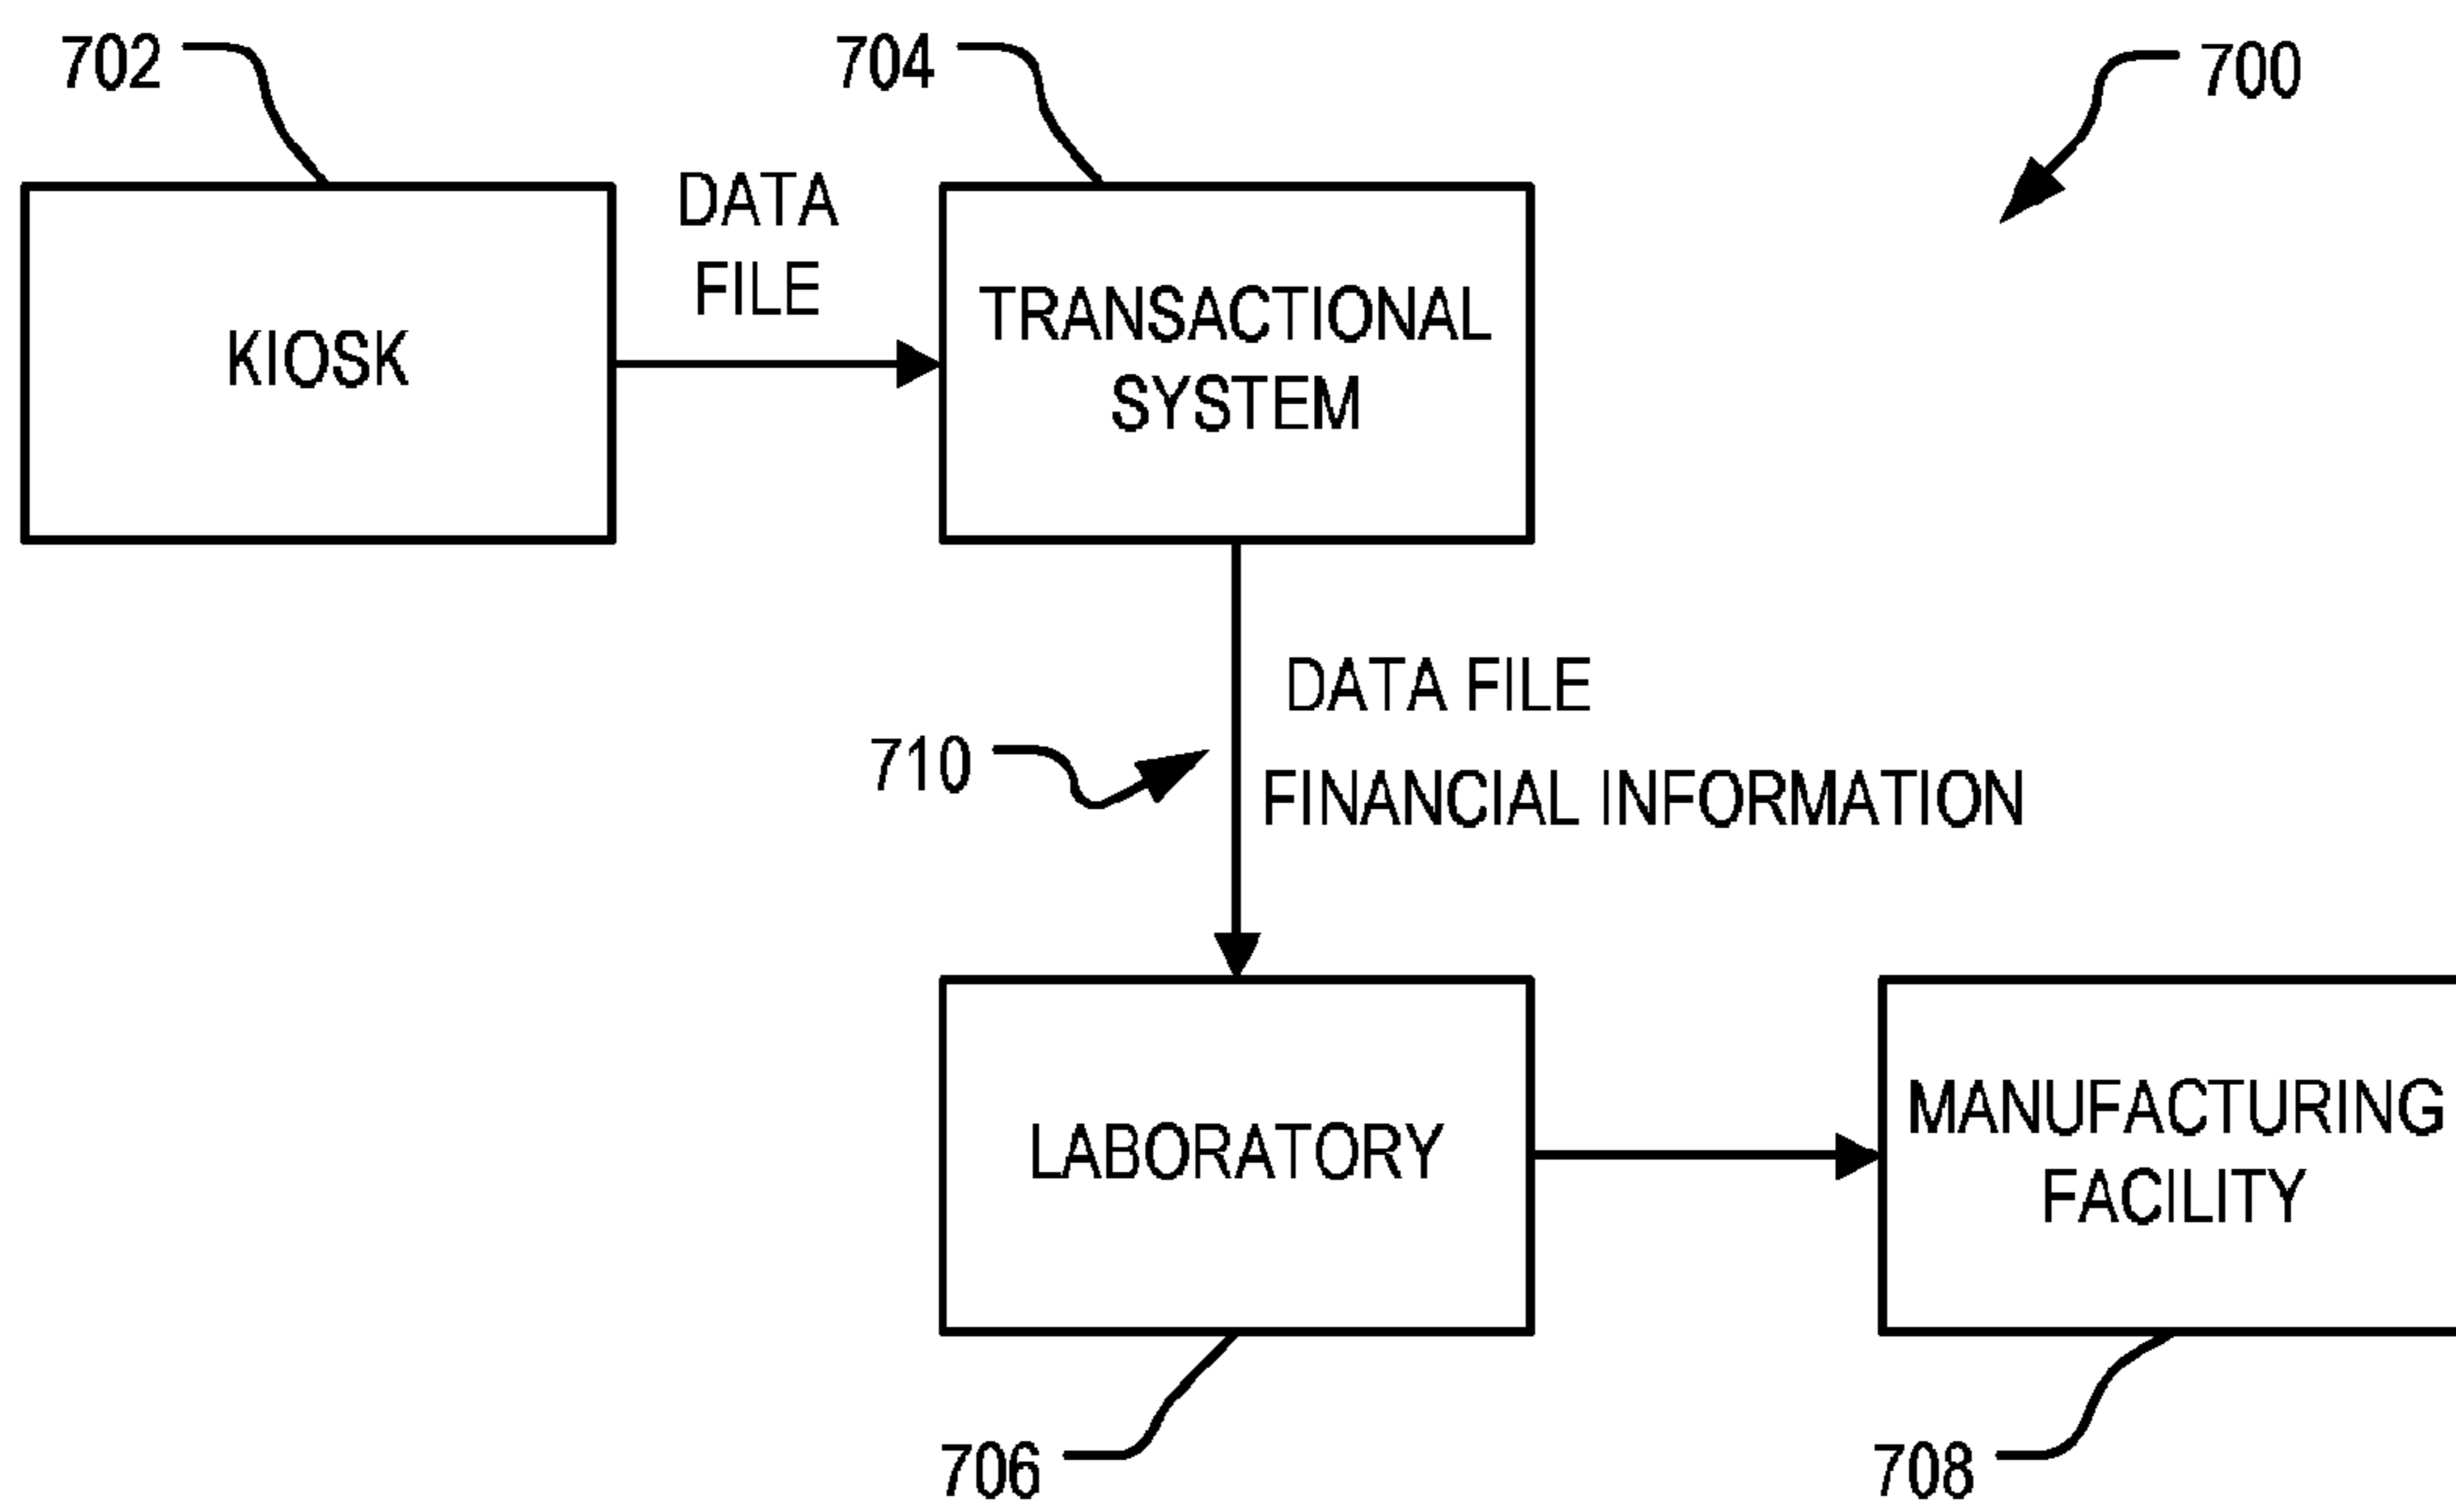 702
704
700
DATA
FILE
KIOSK
TRANSACTIONAL
SYSTEM
DATA FILE
710
FINANCIAL INFORMATION
LABORATORY
MANUFACTURING
FACILITY
706
708